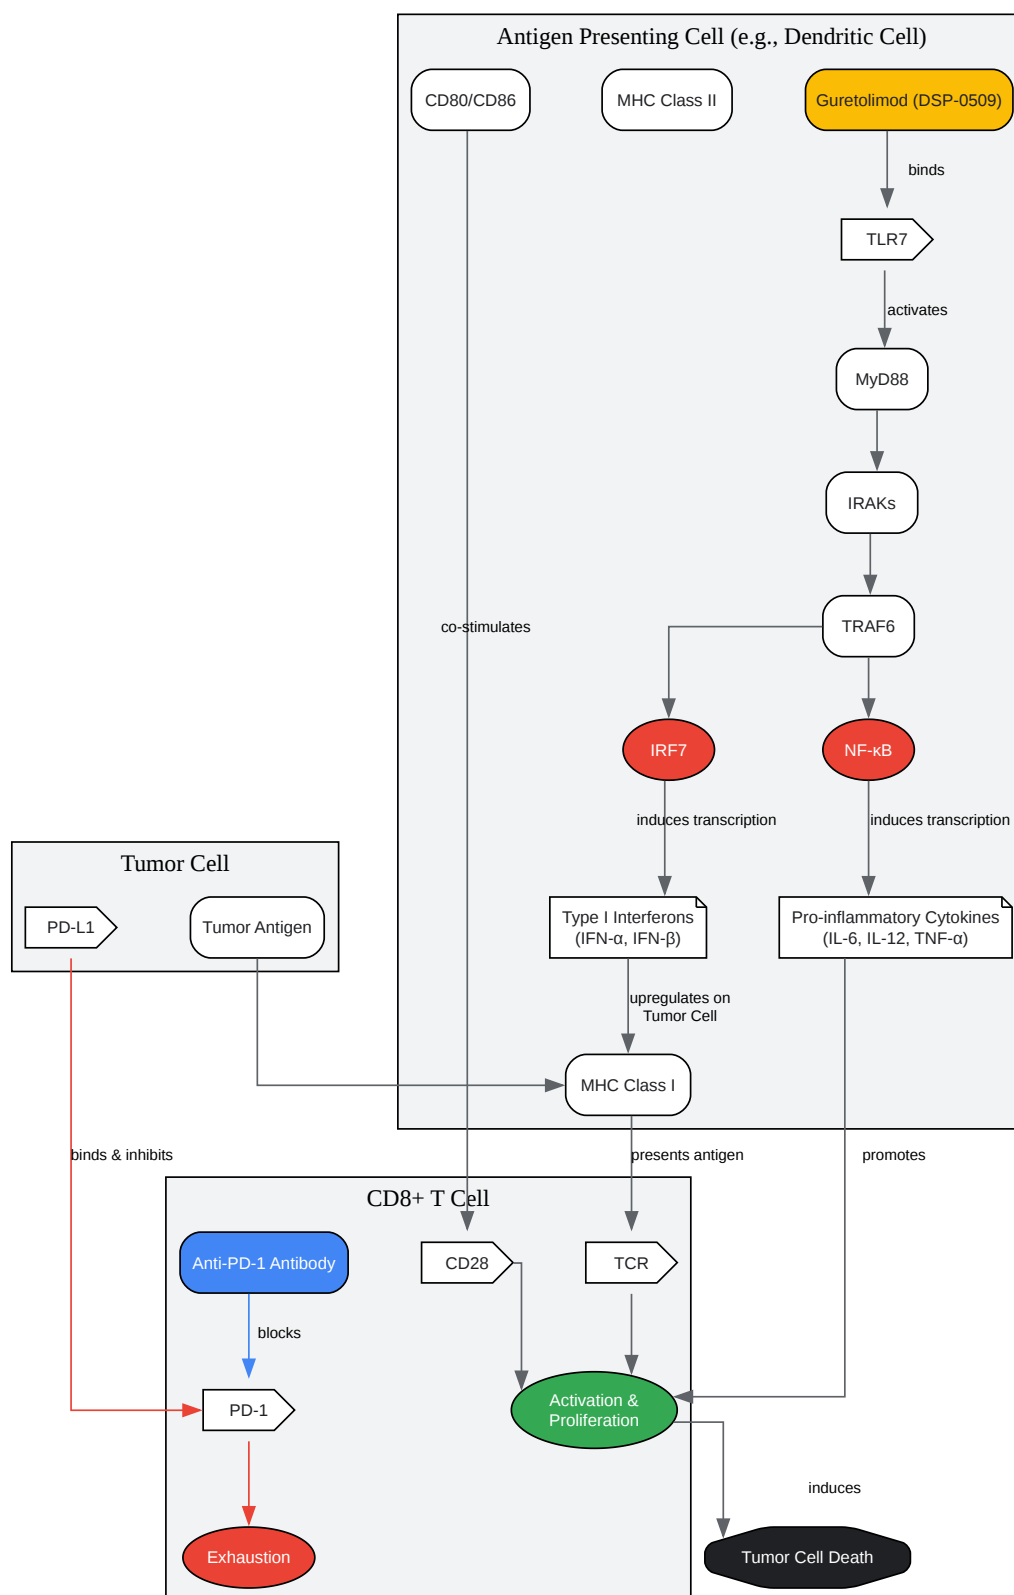 Antigen Presenting Cell (e.g., Dendritic Cell)
CD80/CD86
MHC Class II
Guretolimod (DSP-0509)
binds
TLR7
activates
MyD88
IRAKs
co-stimulates
TRAF6
IRF7
NF-κB
induces transcription
induces transcription
Tumor Cell
PD-L1
Tumor Antigen
Type I Interferons
(IFN-α, IFN-β)
Pro-inflammatory Cytokines
(IL-6, IL-12, TNF-α)
upregulates on
Tumor Cell
MHC Class I
binds & inhibits
presents antigen
promotes
CD8+ T Cell
Anti-PD-1 Antibody
CD28
TCR
blocks
PD-1
Activation &
Proliferation
induces
Exhaustion
Tumor Cell Death